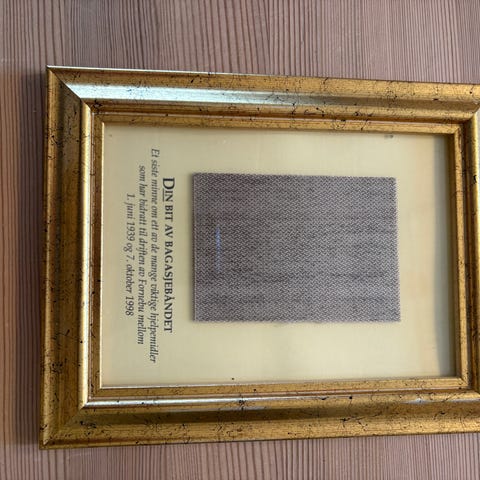 DIN BIT AV BAGASJEBÅNDET
Et siste minne om ett av de mange viktige hjelpemidler
som har bidratt til driften av Fornebu mellom
1. juni 1939 og 7. oktober 1998